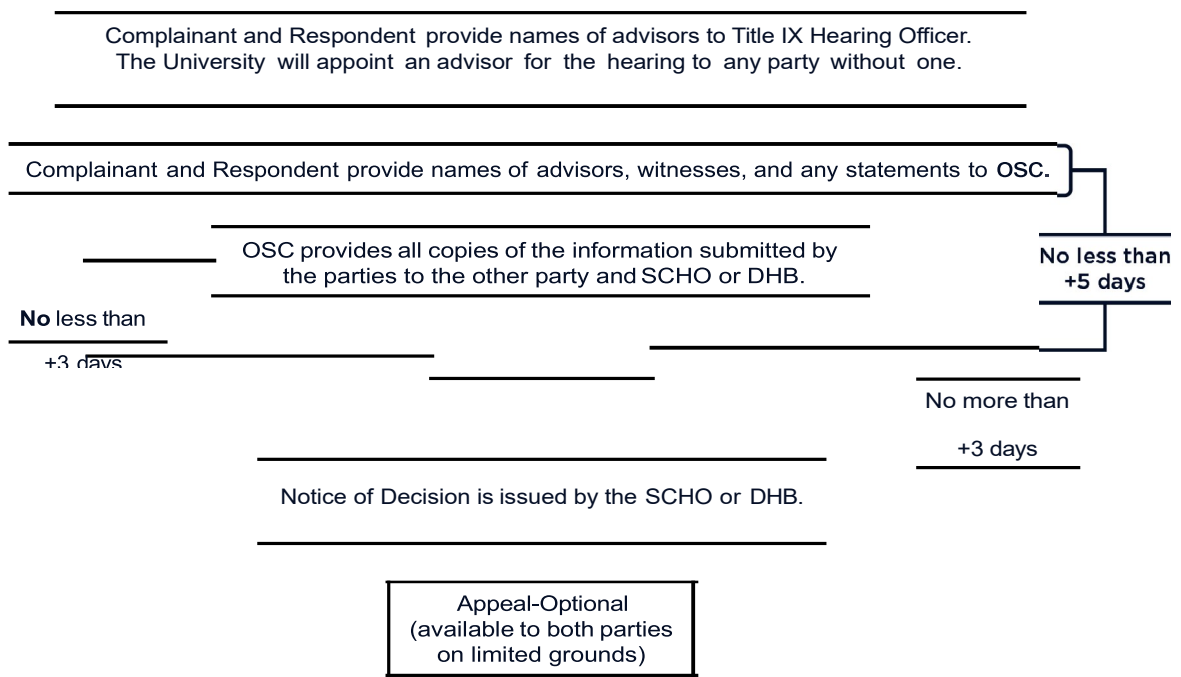 Complainant and Respondent provide names of advisors to Title IX Hearing Officer.
The University will appoint an advisor for the hearing to any party without one.
Complainant and Respondent provide names of advisors, witnesses, and any statements to OSC.
OSC provides all copies of the information submitted by
the parties to the other party and SCHO or DHB.
No less than
+5 days
No less than
+3 days
No more than
+3 days
Notice of Decision is issued by the SCHO or DHB.
Appeal-Optional
(available to both parties
on limited grounds)